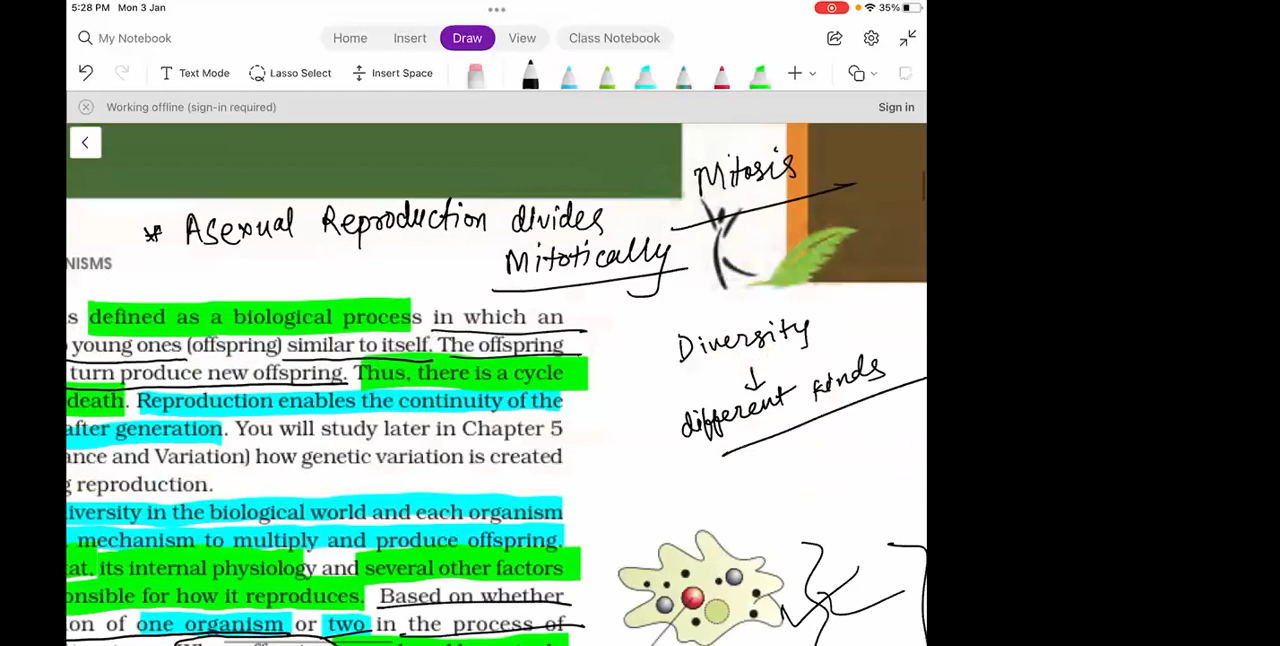 5:28 PM Mon 3 Jan
35%
My Notebook
Home Insert Draw View Class Notebook
Text Mode Lasso Select Insert Space
Working offline (sign-in required)
Sign in
Mitosis
* Asexual Reproduction divides
Mitotically
NISMS
s defined as a biological process in which an
young ones (offspring) similar to itself. The offspring
turn produce new offspring. Thus, there is a cycle
death. Reproduction enables the continuity of the
after generation. You will study later in Chapter 5
ance and Variation) how genetic variation is created
g reproduction.
iversity in the biological world and each organism
mechanism to multiply and produce offspring.
at, its internal physiology and several other factors
onsible for how it reproduces. Based on whether
on of one organism or two in the process of
Diversity
↓
different kinds